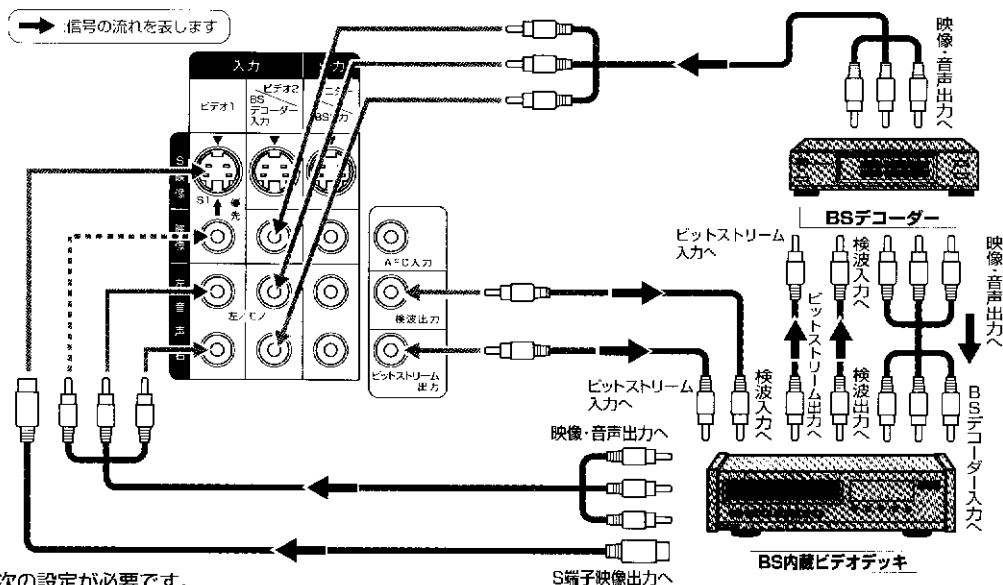 :信号の流れを表します
入力
ビデオ1
ビデオ2
BS
デコーダー
入力
S1
優先
左/モノ
AFC入力
検波出力
ビットストリーム
出力
映像・音声出力へ
BSデコーダー
ビットストリーム
入力へ
検波入力へ
映像・音声出力へ
ビットストリーム出力へ
検波出力へ
BSデコーダー入力へ
ビットストリーム
入力へ
検波入力へ
映像・音声出力へ
BS内蔵ビデオデッキ
S端子映像出力へ
次の設定が必要です。